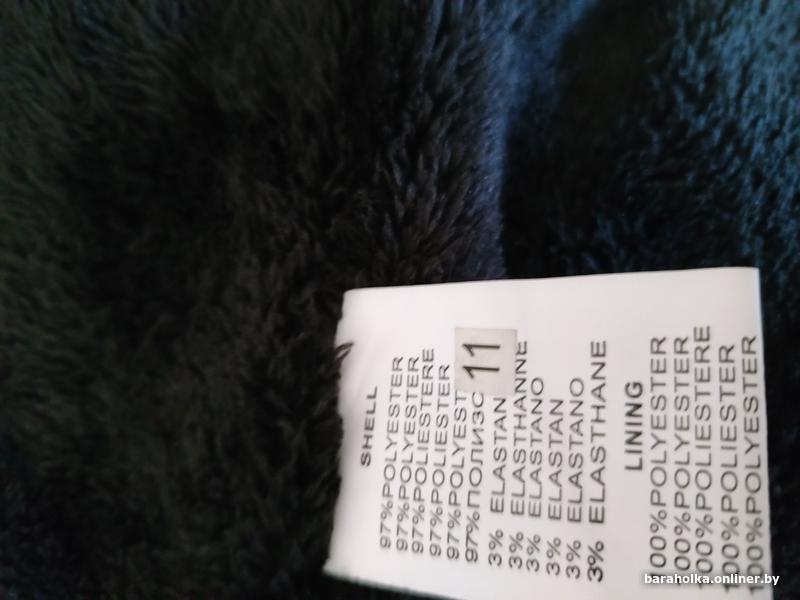 SHELL
97%POLYESTER
97%POLYESTER
97%POLIESTERE
97%POLIESTER
97%POLYEST
97%ПОЛИЭС
11
3% ELASTAN
3% ELASTHANNE
3% ELASTANO
3% ELASTAN
3% ELASTANO
3% ELASTHANE
LINING
100%POLYESTER
100%POLYESTER
100%POLIESTERE
100%POLIESTER
100%POLYESTER
baraholka.onliner.by